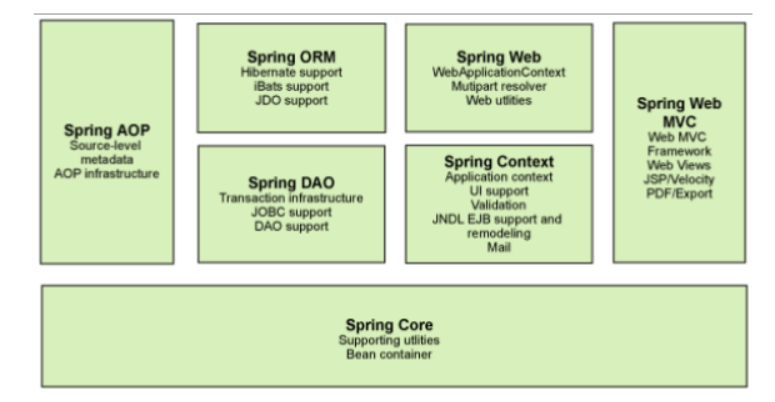 Spring AOP
Source-level
metadata
AOP infrastructure
Spring ORM
Hibernate support
iBats support
JDO support
Spring DAO
Transaction infrastructure
JOBC support
DAO support
Spring Web
WebApplicationContext
Mutipart resolver
Web utlities
Spring Context
Application context
UI support
Validation
JNDL EJB support and
remodeling
Mail
Spring Web
MVC
Web MVC
Framework
Web Views
JSP/Velocity
PDF/Export
Spring Core
Supporting utlities
Bean container